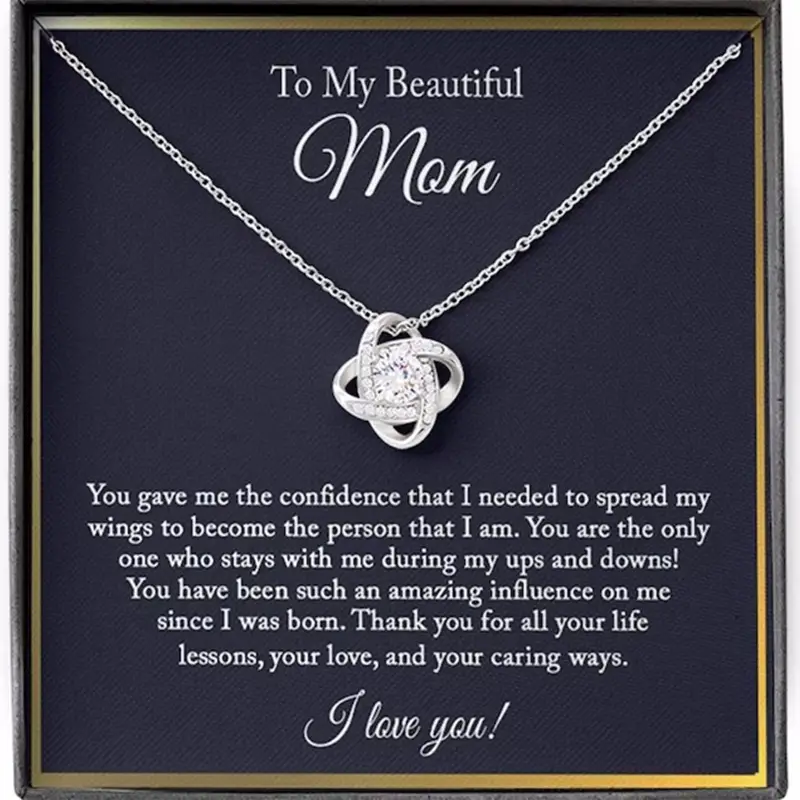 To My Beautiful
Mom
You gave me the confidence that I needed to spread my
wings to become the person that I am. You are the only
one who stays with me during my ups and downs!
You have been such an amazing influence on me
since I was born. Thank you for all your life
lessons, your love, and your caring ways.
I love you!